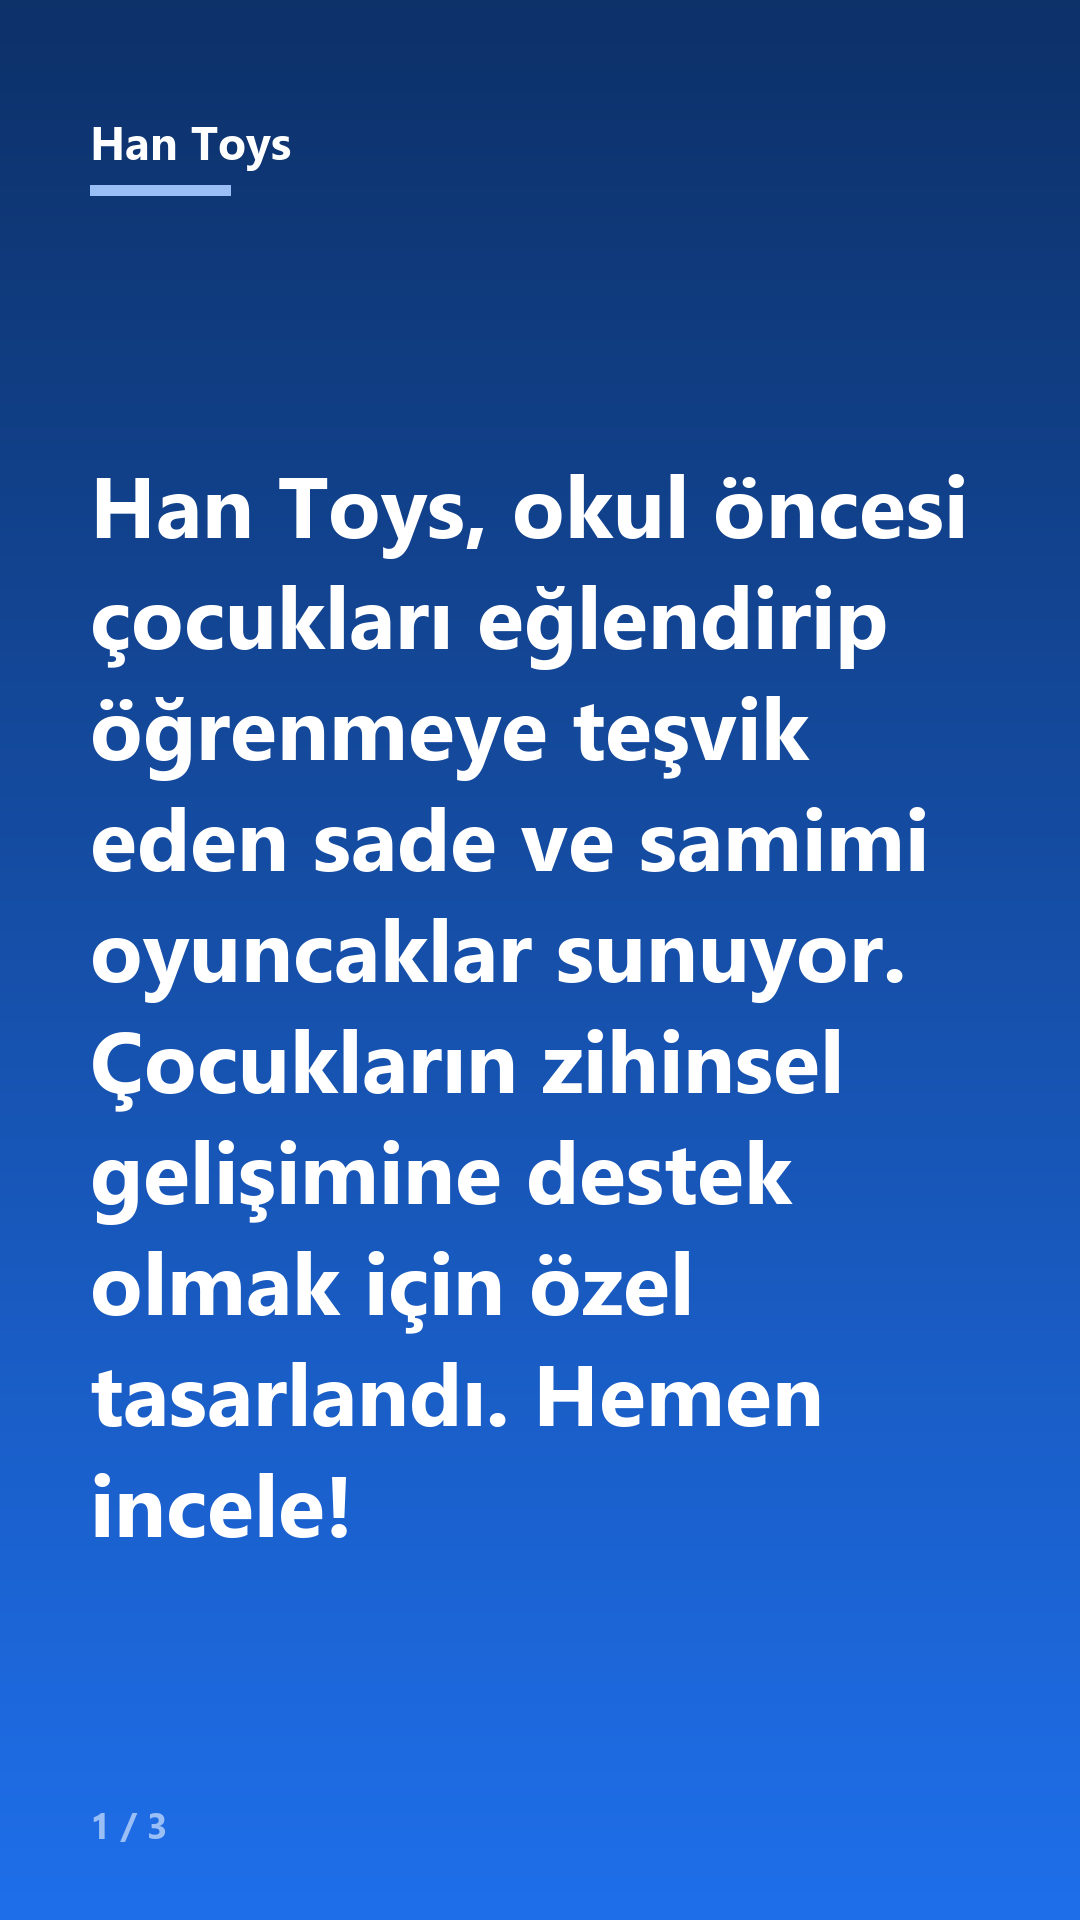 Han Toys
Han Toys, okul öncesi
çocukları eğlendirip
öğrenmeye teşvik
eden sade ve samimi
oyuncaklar sunuyor.
Çocukların zihinsel
gelişimine destek
olmak için özel
tasarlandı. Hemen
incele!
1 / 3